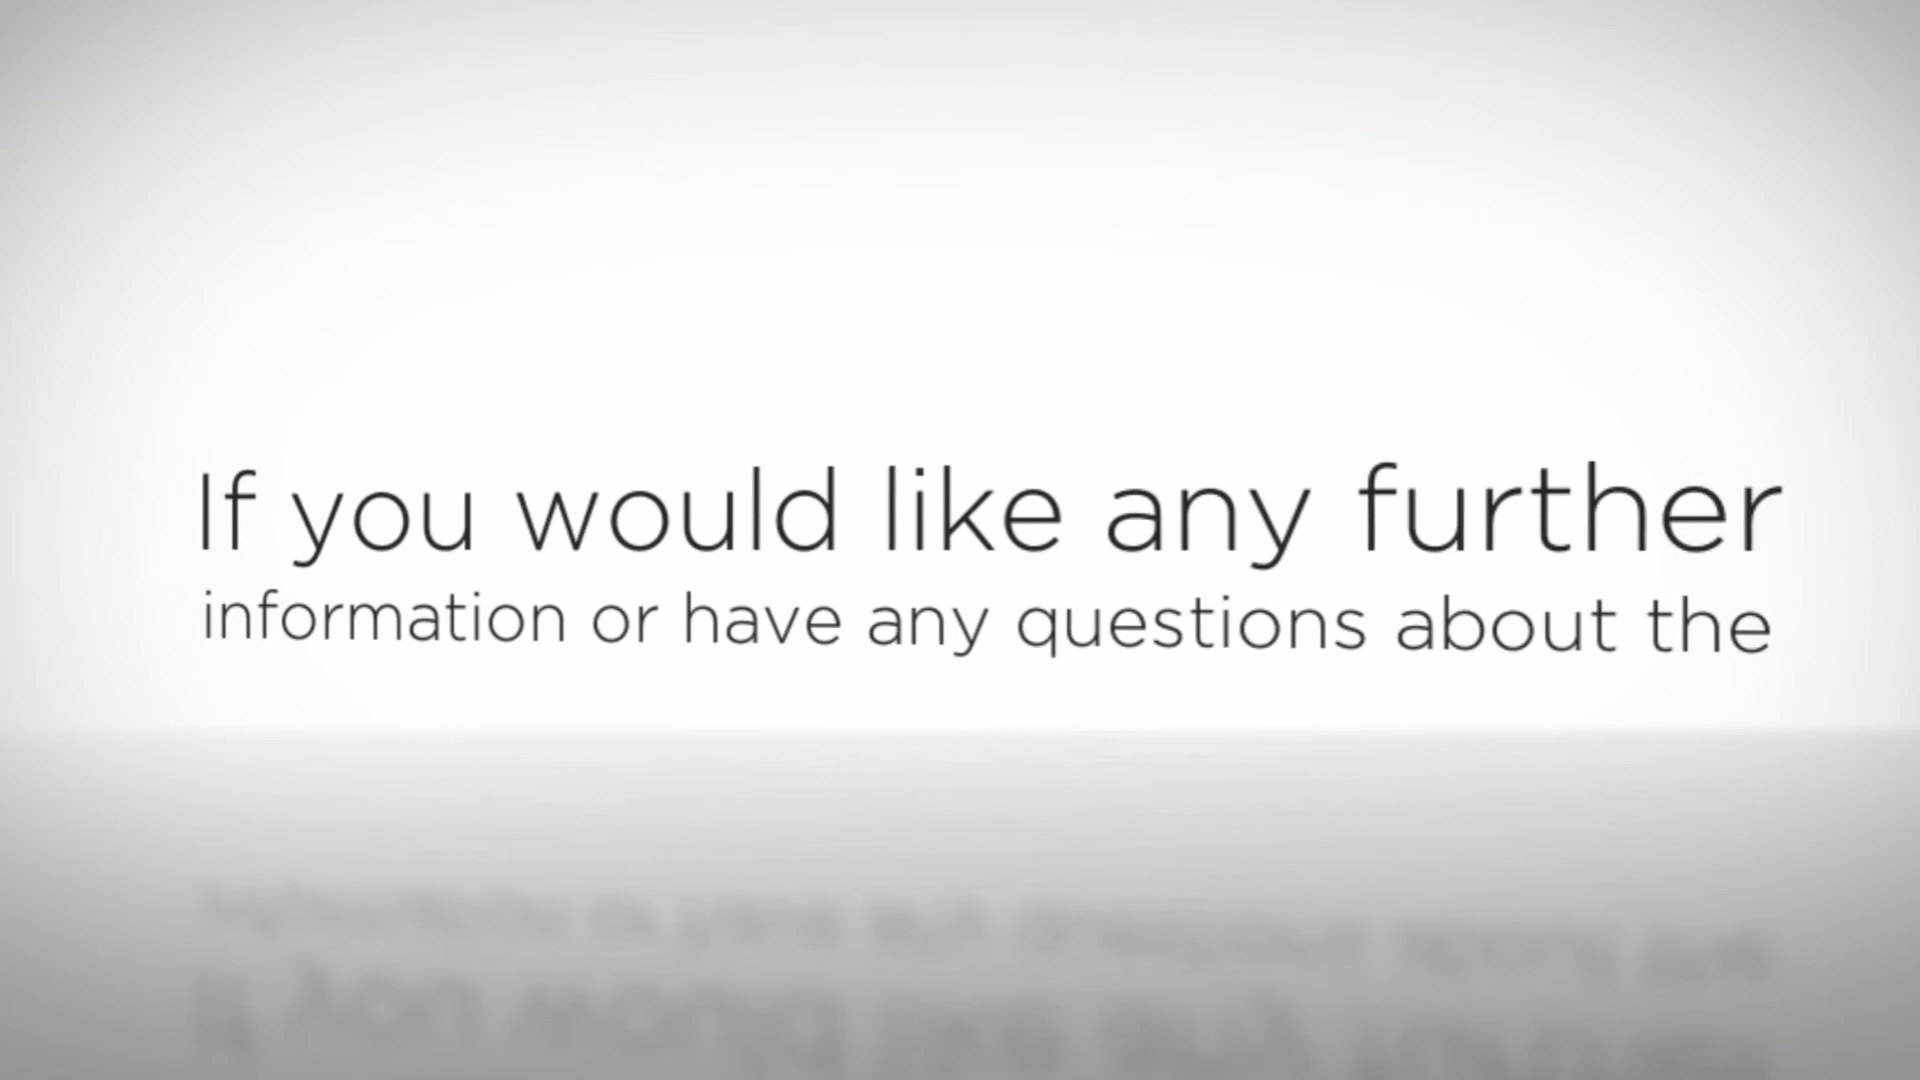 If you would like any further
information or have any questions about the